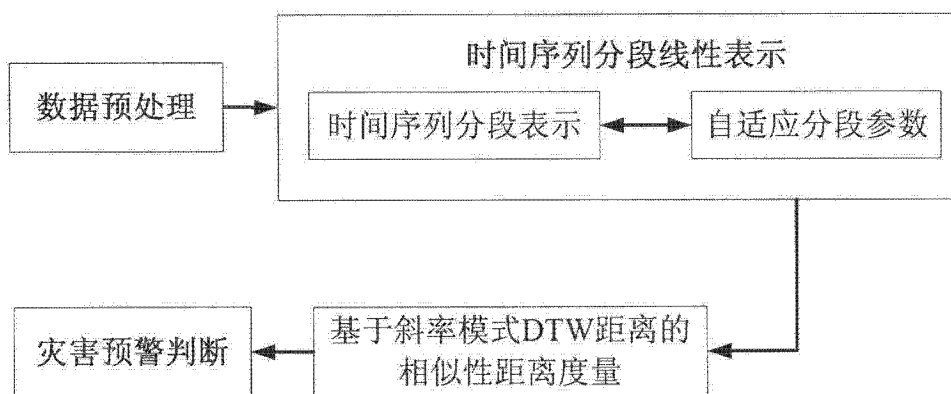 时间序列分段线性表示
数据预处理
时间序列分段表示
自适应分段参数
基于斜率模式DTW距离的
相似性距离度量
灾害预警判断